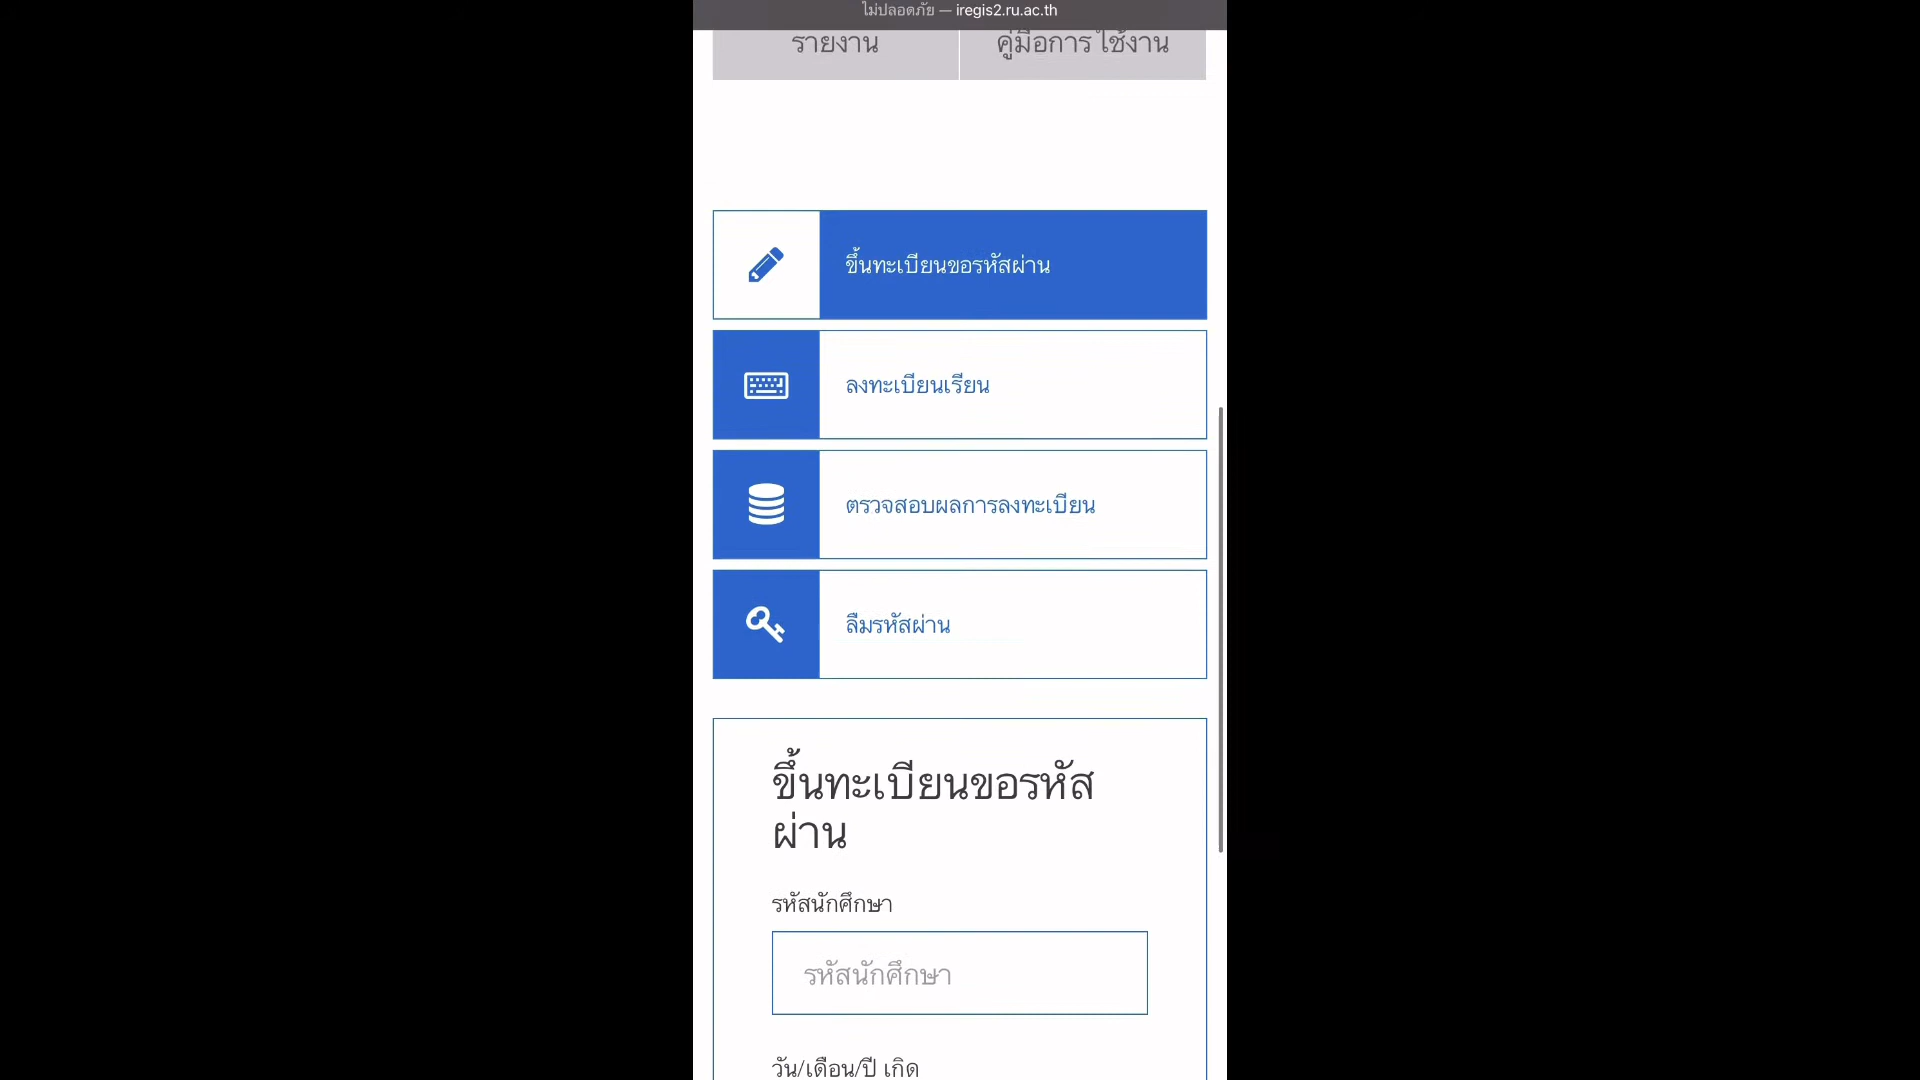 ไม่ปลอดภัย — iregis2.ru.ac.th
รายงาน
คู่มือการใช้งาน
ขึ้นทะเบียนขอรหัสผ่าน
ลงทะเบียนเรียน
ตรวจสอบผลการลงทะเบียน
ลืมรหัสผ่าน
ขึ้นทะเบียนขอรหัส
ผ่าน
รหัสนักศึกษา
รหัสนักศึกษา
วัน/เดือน/ปี เกิด